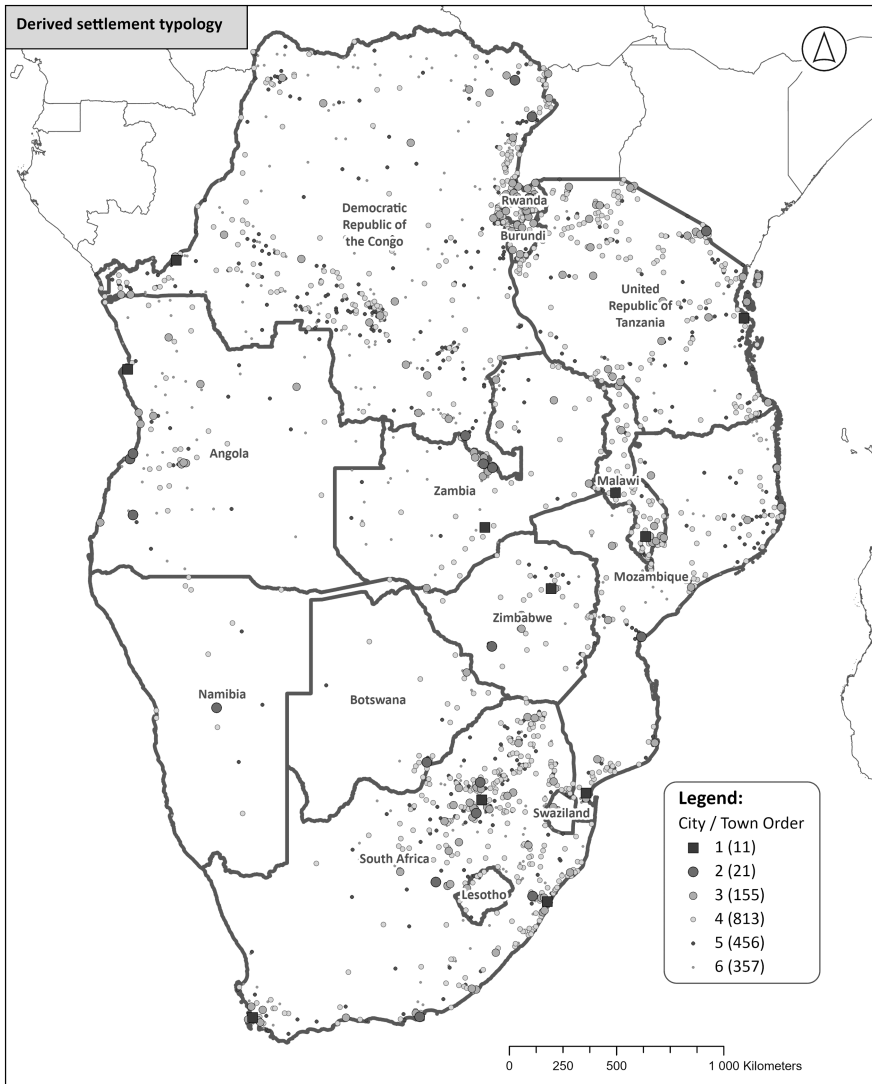 Derived settlement typology
Rwanda
Democratic
Republic of
the Congo
Burundi
United
Republic of
Tanzania
Angola
Malawi
Zambia
Mozambique
Zimbabwe
Namibia
Botswana
Swaziland
South Africa
Lesotho
Legend:
City / Town Order
1 (11)
2 (21)
3 (155)
4 (813)
5 (456)
6 (357)
0 250 500 1 000 Kilometers